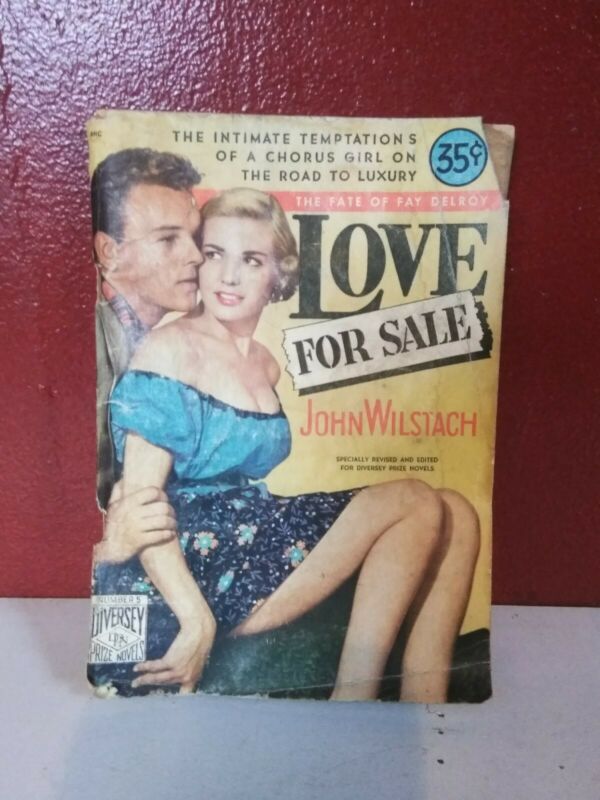 THE INTIMATE TEMPTATIONS
OF A CHORUS GIRL ON
THE ROAD TO LUXURY
35¢
THE FATE OF FAY DELROY
LOVE
FOR SALE
JOHN WILSTACH
SPECIALLY REVISED AND EDITED
FOR DIVERSEY PRIZE NOVELS
NUMBER 5
DIVERSEY
DPN
PRIZE NOVELS